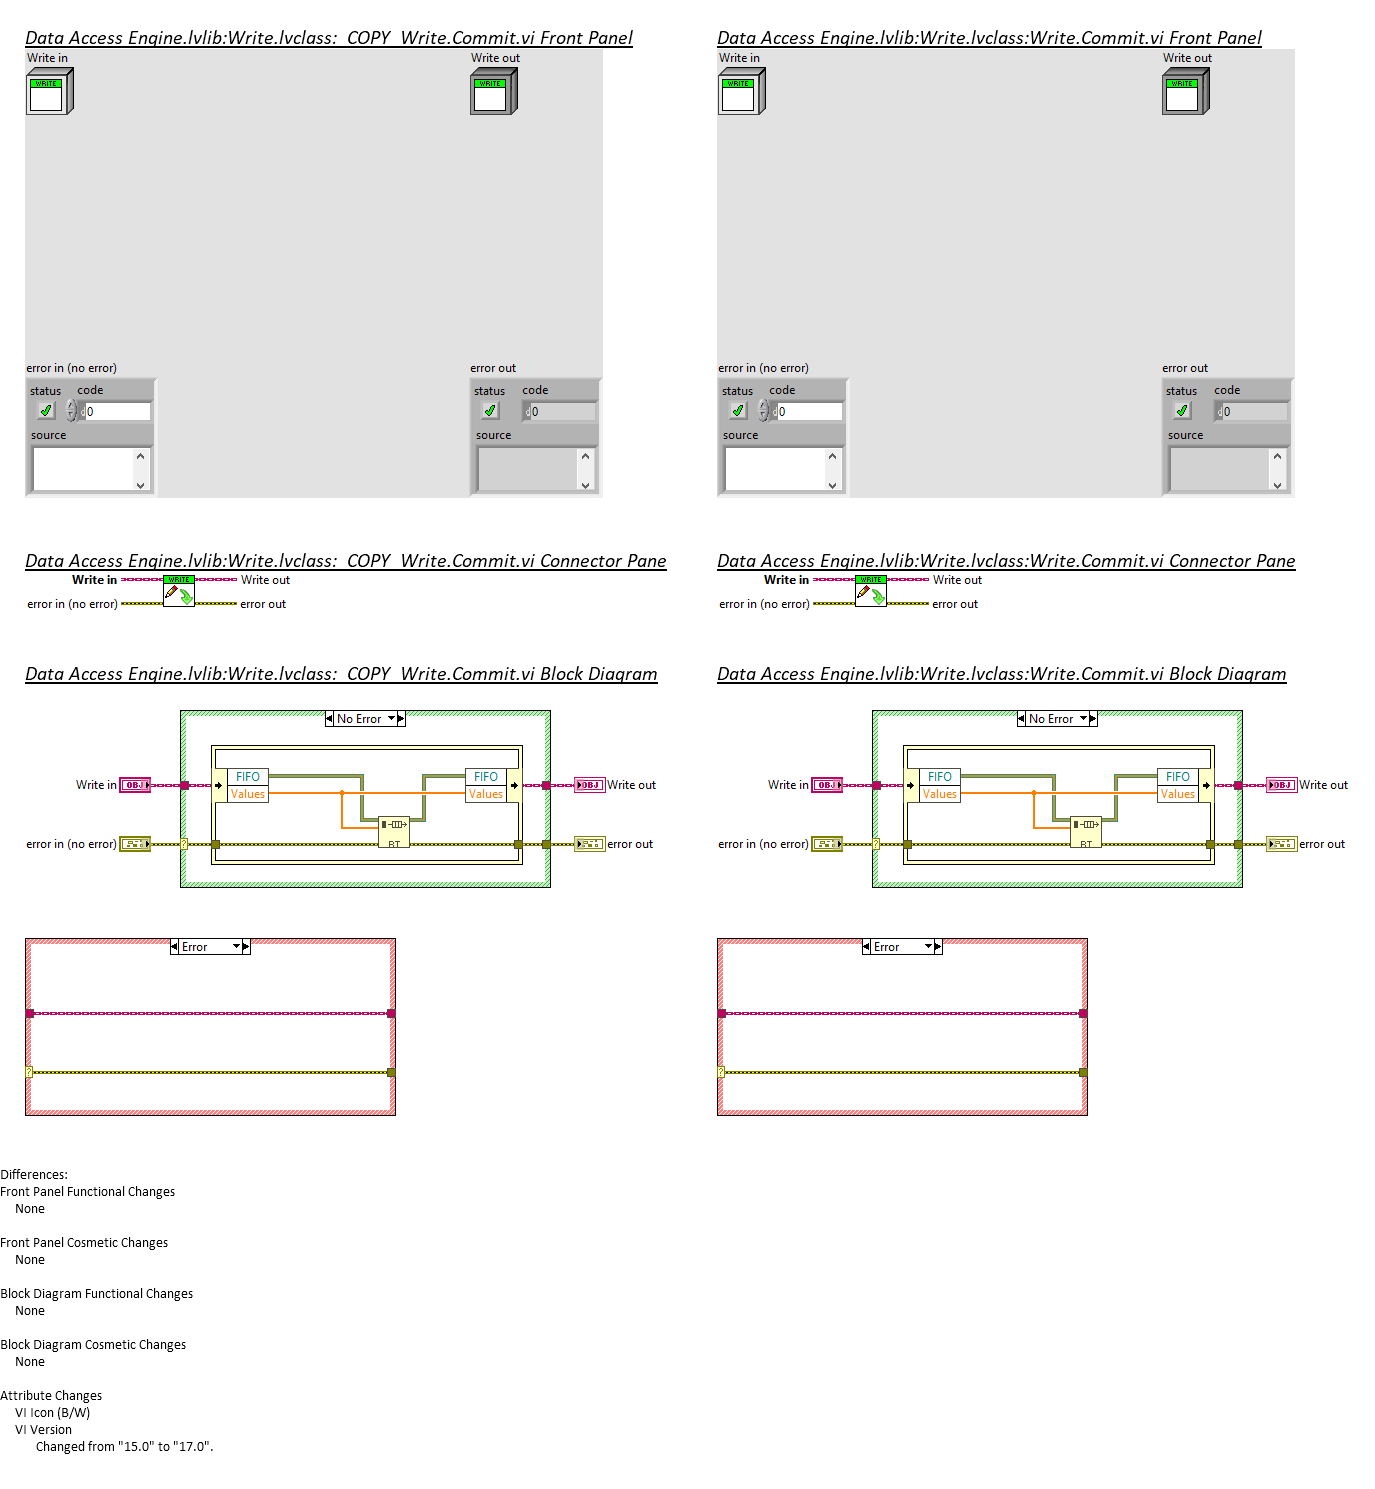 Data Access Engine.lvlib:Write.lvclass:_COPY_Write.Commit.vi Front Panel
Data Access Engine.lvlib:Write.lvclass:Write.Commit.vi Front Panel
Write in
Write out
Write in
Write out
WRITE
WRITE
WRITE
WRITE
error in (no error)
error out
error in (no error)
error out
status code
status code
status code
status code
d 0
d 0
d 0
d 0
source
source
source
source
Data Access Engine.lvlib:Write.lvclass:_COPY_Write.Commit.vi Connector Pane
Data Access Engine.lvlib:Write.lvclass:Write.Commit.vi Connector Pane
Write in WRITE Write out
Write in WRITE Write out
error in (no error) error out
error in (no error) error out
Data Access Engine.lvlib:Write.lvclass:_COPY_Write.Commit.vi Block Diagram
Data Access Engine.lvlib:Write.lvclass:Write.Commit.vi Block Diagram
No Error
No Error
FIFO FIFO
FIFO FIFO
Write in OBJ OBJ Write out
Write in OBJ OBJ Write out
Values Values
Values Values
error in (no error) ? RT error out
error in (no error) ? RT error out
Error
Error
?
?
Differences:
Front Panel Functional Changes
None
Front Panel Cosmetic Changes
None
Block Diagram Functional Changes
None
Block Diagram Cosmetic Changes
None
Attribute Changes
VI Icon (B/W)
VI Version
Changed from "15.0" to "17.0".